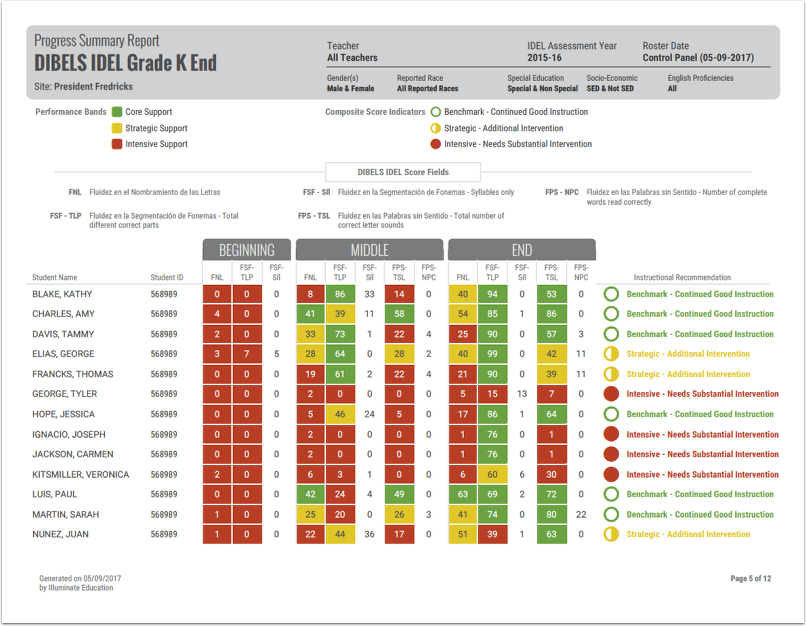 Progress Summary Report
DIBELS IDEL Grade K End
Site: President Fredricks
Teacher
All Teachers
IDEL Assessment Year
2015-16
Roster Date
Control Panel (05-09-2017)
Gender(s)
Male & Female
Reported Race
All Reported Races
Special Education
Special & Non Special
Socio-Economic
SED & Not SED
English Proficiencies
All
Performance Bands
Core Support
Strategic Support
Intensive Support
Composite Score Indicators
Benchmark - Continued Good Instruction
Strategic - Additional Intervention
Intensive - Needs Substantial Intervention
DIBELS IDEL Score Fields
FNL Fluidez en el Nombramiento de las Letras
FSF - Síl Fluidez en la Segmentación de Fonemas - Syllables only
FPS - NPC Fluidez en las Palabras sin Sentido - Number of complete
words read correctly
FSF - TLP Fluidez en la Segmentación de Fonemas - Total
different correct parts
FPS - TSL Fluidez en las Palabras sin Sentido - Total number of
correct letter sounds
BEGINNING MIDDLE END
Student Name Student ID FNL FSF-TLP FSF-Síl FNL FSF-TLP FSF-Síl FPS-TSL FPS-NPC FNL FSF-TLP FSF-Síl FPS-TSL FPS-NPC Instructional Recommendation
BLAKE, KATHY 568989 0 0 0 8 86 33 14 0 40 94 0 53 0 Benchmark - Continued Good Instruction
CHARLES, AMY 568989 4 0 0 41 39 11 58 0 54 85 1 86 0 Benchmark - Continued Good Instruction
DAVIS, TAMMY 568989 2 0 0 33 73 1 22 4 25 90 0 57 3 Benchmark - Continued Good Instruction
ELIAS, GEORGE 568989 3 7 5 28 64 0 28 2 40 99 0 42 11 Strategic - Additional Intervention
FRANCKS, THOMAS 568989 0 0 0 19 61 2 22 4 21 90 0 39 11 Strategic - Additional Intervention
GEORGE, TYLER 568989 0 0 0 2 0 0 0 0 5 15 13 7 0 Intensive - Needs Substantial Intervention
HOPE, JESSICA 568989 0 0 0 5 46 24 5 0 17 86 1 64 0 Benchmark - Continued Good Instruction
IGNACIO, JOSEPH 568989 0 0 0 2 0 0 0 0 1 76 0 1 0 Intensive - Needs Substantial Intervention
JACKSON, CARMEN 568989 0 0 0 2 0 0 0 0 1 76 0 1 0 Intensive - Needs Substantial Intervention
KITSMILLER, VERONICA 568989 2 0 0 6 3 1 0 0 6 60 6 30 0 Intensive - Needs Substantial Intervention
LUIS, PAUL 568989 0 0 0 42 24 4 49 0 63 69 2 72 0 Benchmark - Continued Good Instruction
MARTIN, SARAH 568989 1 0 0 25 20 0 26 3 41 74 0 80 22 Benchmark - Continued Good Instruction
NUNEZ, JUAN 568989 1 0 0 22 44 36 17 0 51 39 1 63 0 Strategic - Additional Intervention
Generated on 05/09/2017
by Illuminate Education
Page 5 of 12